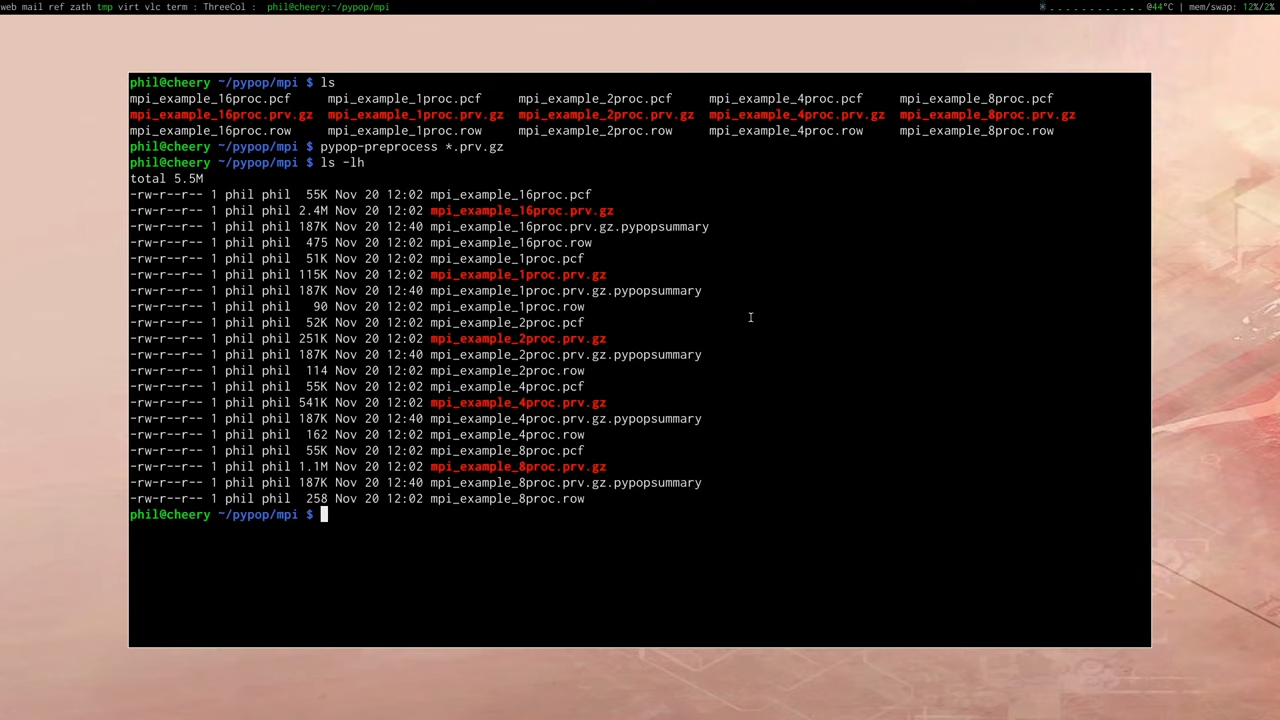 web mail ref zath tmp virt vlc term : ThreeCol : phil@cheery:~/pypop/mpi @44°C | mem/swap: 12%/2%
phil@cheery ~/pypop/mpi $ ls
mpi_example_16proc.pcf mpi_example_1proc.pcf mpi_example_2proc.pcf mpi_example_4proc.pcf mpi_example_8proc.pcf
mpi_example_16proc.prv.gz mpi_example_1proc.prv.gz mpi_example_2proc.prv.gz mpi_example_4proc.prv.gz mpi_example_8proc.prv.gz
mpi_example_16proc.row mpi_example_1proc.row mpi_example_2proc.row mpi_example_4proc.row mpi_example_8proc.row
phil@cheery ~/pypop/mpi $ pypop-preprocess *.prv.gz
phil@cheery ~/pypop/mpi $ ls -lh
total 5.5M
-rw-r--r-- 1 phil phil 55K Nov 20 12:02 mpi_example_16proc.pcf
-rw-r--r-- 1 phil phil 2.4M Nov 20 12:02 mpi_example_16proc.prv.gz
-rw-r--r-- 1 phil phil 187K Nov 20 12:40 mpi_example_16proc.prv.gz.pypopsummary
-rw-r--r-- 1 phil phil 475 Nov 20 12:02 mpi_example_16proc.row
-rw-r--r-- 1 phil phil 51K Nov 20 12:02 mpi_example_1proc.pcf
-rw-r--r-- 1 phil phil 115K Nov 20 12:02 mpi_example_1proc.prv.gz
-rw-r--r-- 1 phil phil 187K Nov 20 12:40 mpi_example_1proc.prv.gz.pypopsummary
-rw-r--r-- 1 phil phil 90 Nov 20 12:02 mpi_example_1proc.row
-rw-r--r-- 1 phil phil 52K Nov 20 12:02 mpi_example_2proc.pcf
-rw-r--r-- 1 phil phil 251K Nov 20 12:02 mpi_example_2proc.prv.gz
-rw-r--r-- 1 phil phil 187K Nov 20 12:40 mpi_example_2proc.prv.gz.pypopsummary
-rw-r--r-- 1 phil phil 114 Nov 20 12:02 mpi_example_2proc.row
-rw-r--r-- 1 phil phil 55K Nov 20 12:02 mpi_example_4proc.pcf
-rw-r--r-- 1 phil phil 541K Nov 20 12:02 mpi_example_4proc.prv.gz
-rw-r--r-- 1 phil phil 187K Nov 20 12:40 mpi_example_4proc.prv.gz.pypopsummary
-rw-r--r-- 1 phil phil 162 Nov 20 12:02 mpi_example_4proc.row
-rw-r--r-- 1 phil phil 55K Nov 20 12:02 mpi_example_8proc.pcf
-rw-r--r-- 1 phil phil 1.1M Nov 20 12:02 mpi_example_8proc.prv.gz
-rw-r--r-- 1 phil phil 187K Nov 20 12:40 mpi_example_8proc.prv.gz.pypopsummary
-rw-r--r-- 1 phil phil 258 Nov 20 12:02 mpi_example_8proc.row
phil@cheery ~/pypop/mpi $